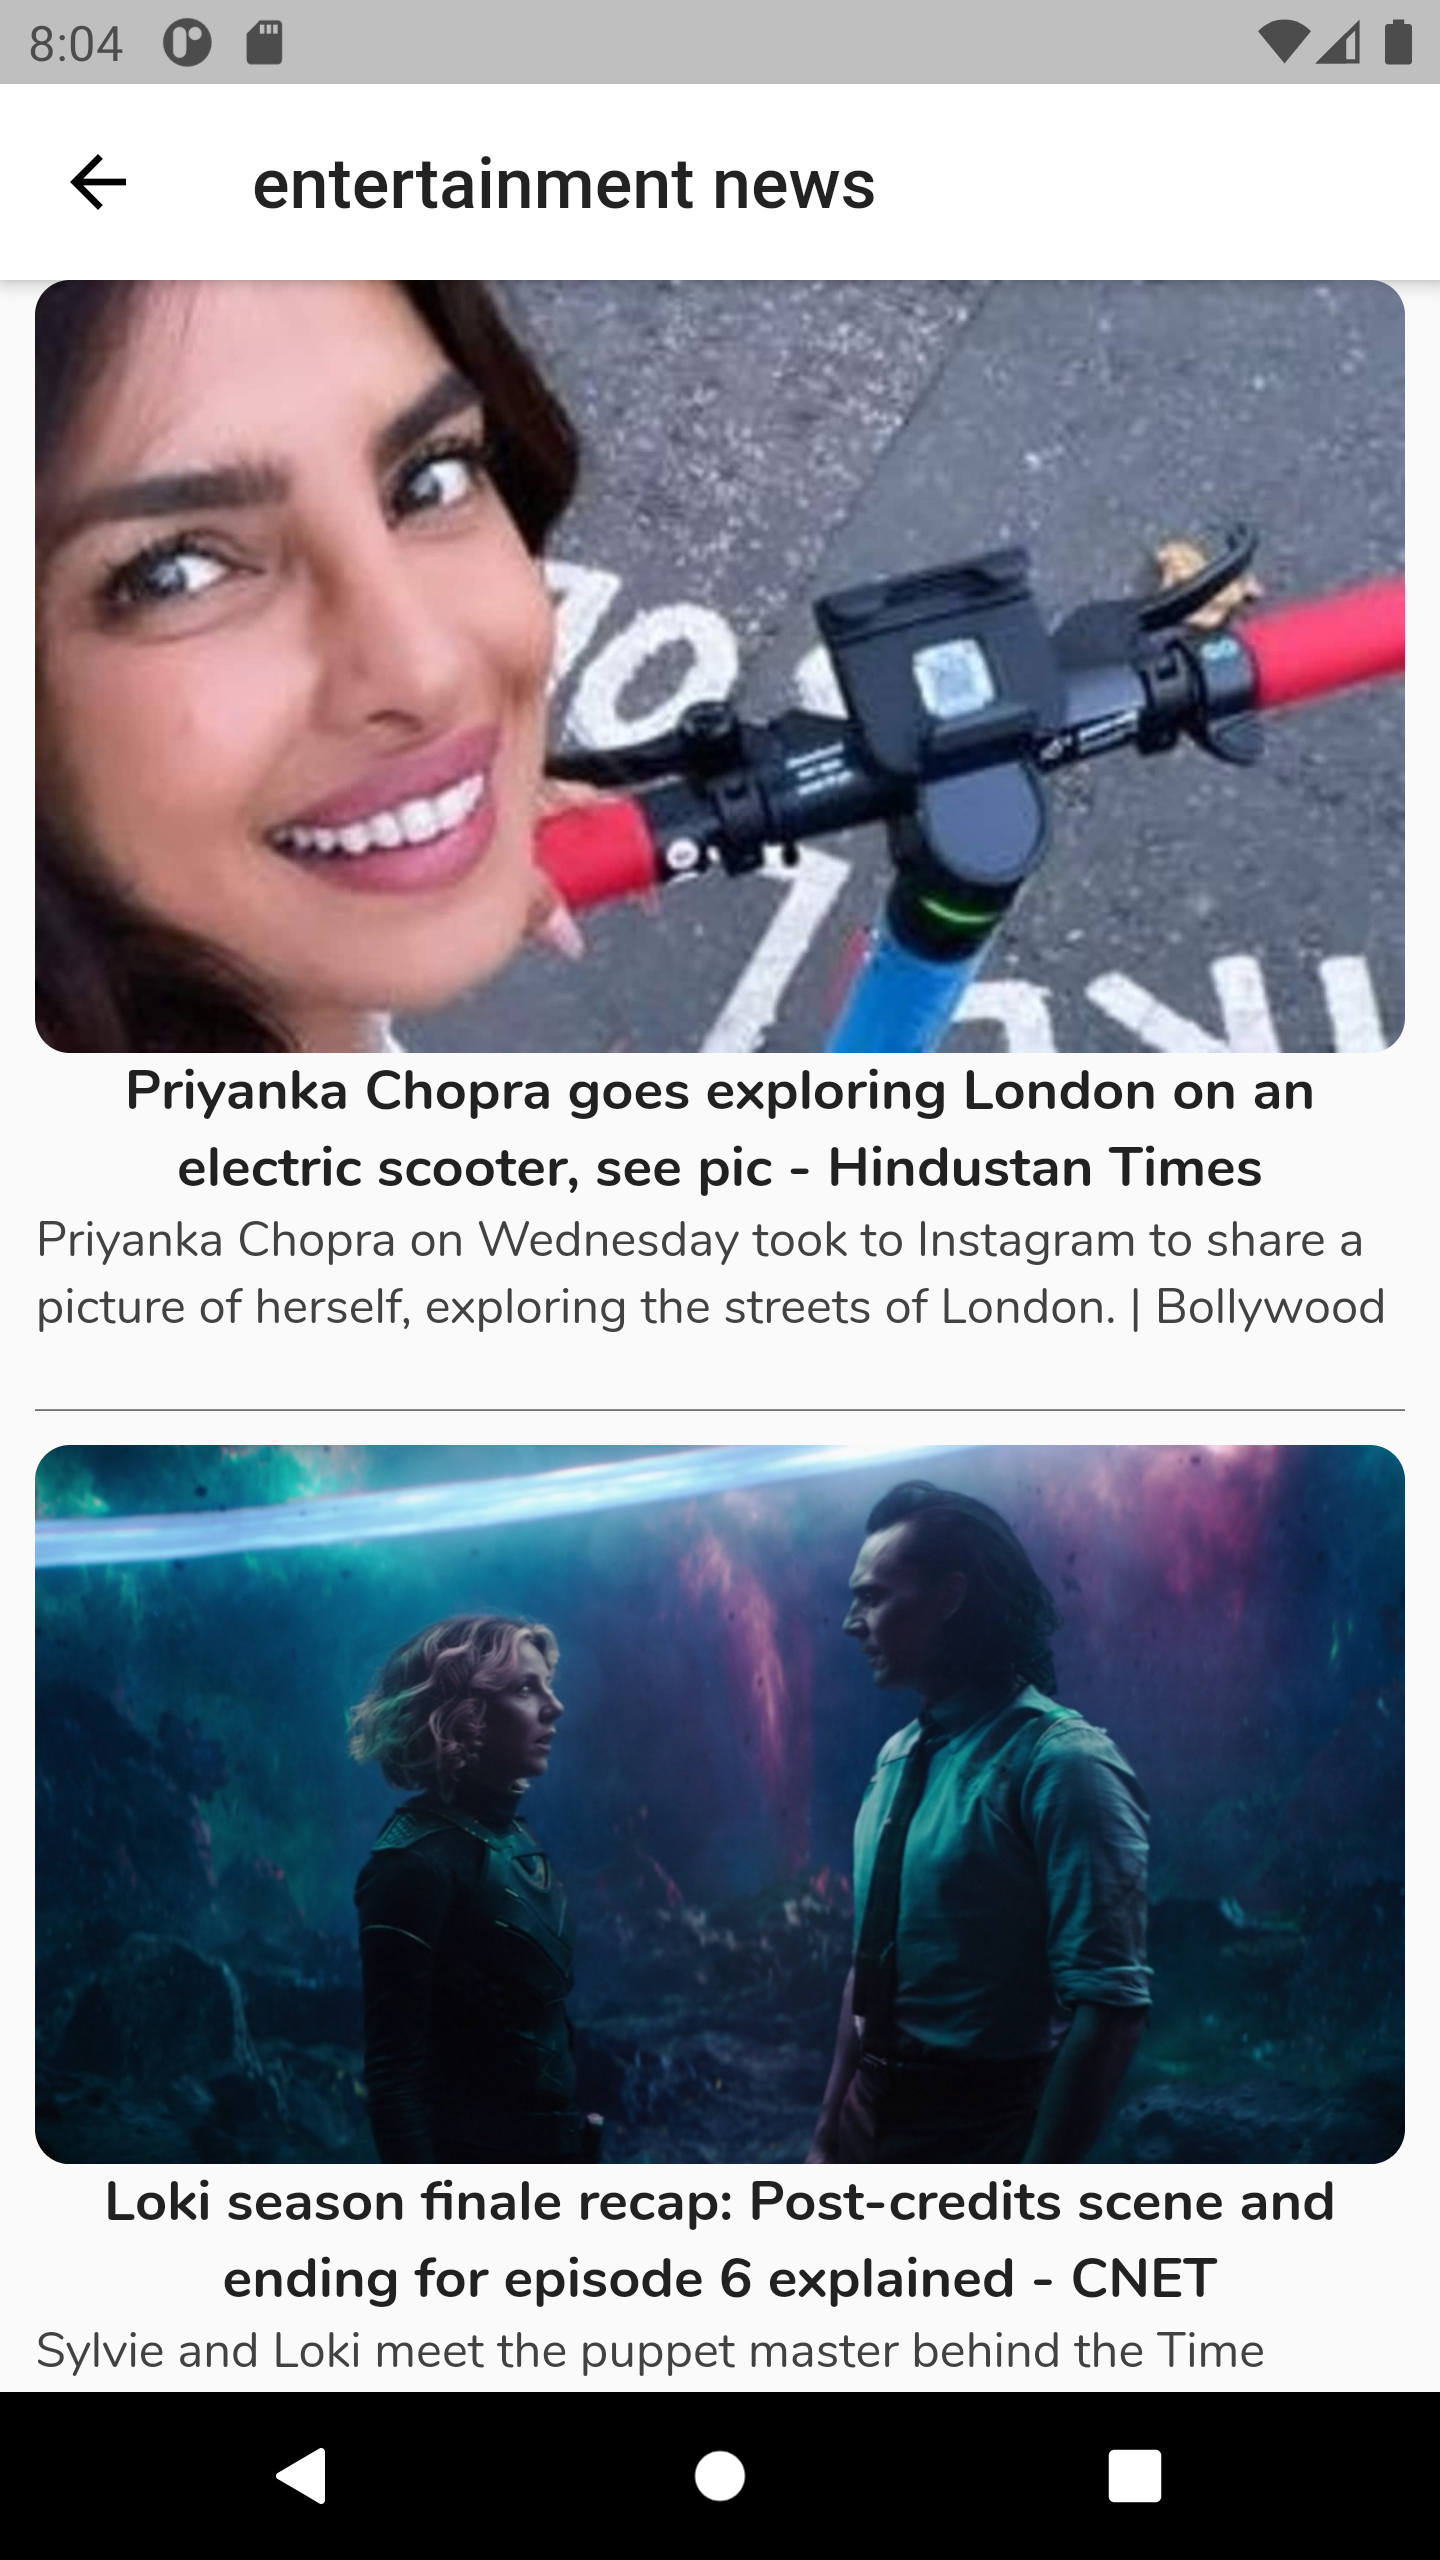 8:04
entertainment news
Priyanka Chopra goes exploring London on an
electric scooter, see pic - Hindustan Times
Priyanka Chopra on Wednesday took to Instagram to share a
picture of herself, exploring the streets of London. | Bollywood
Loki season finale recap: Post-credits scene and
ending for episode 6 explained - CNET
Sylvie and Loki meet the puppet master behind the Time